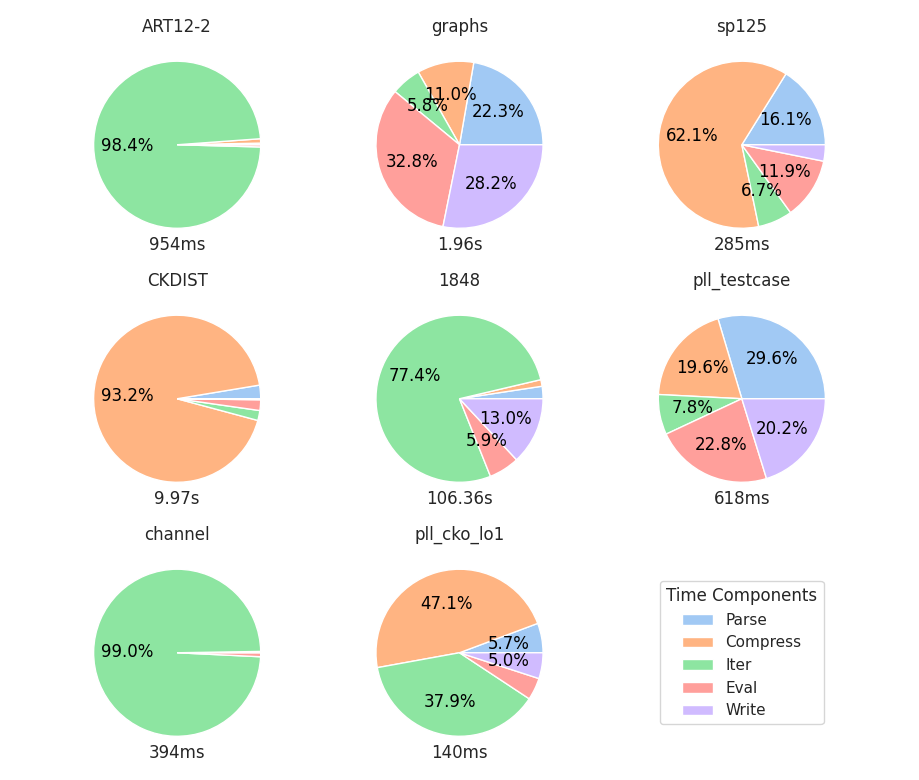 ART12-2
98.4%
954ms
graphs
22.3%
11.0%
5.8%
32.8%
28.2%
1.96s
sp125
16.1%
62.1%
6.7%
11.9%
285ms
CKDIST
93.2%
9.97s
1848
77.4%
5.9%
13.0%
106.36s
pll_testcase
29.6%
19.6%
7.8%
22.8%
20.2%
618ms
channel
99.0%
394ms
pll_cko_lo1
5.7%
47.1%
37.9%
5.0%
140ms
Time Components
Parse
Compress
Iter
Eval
Write